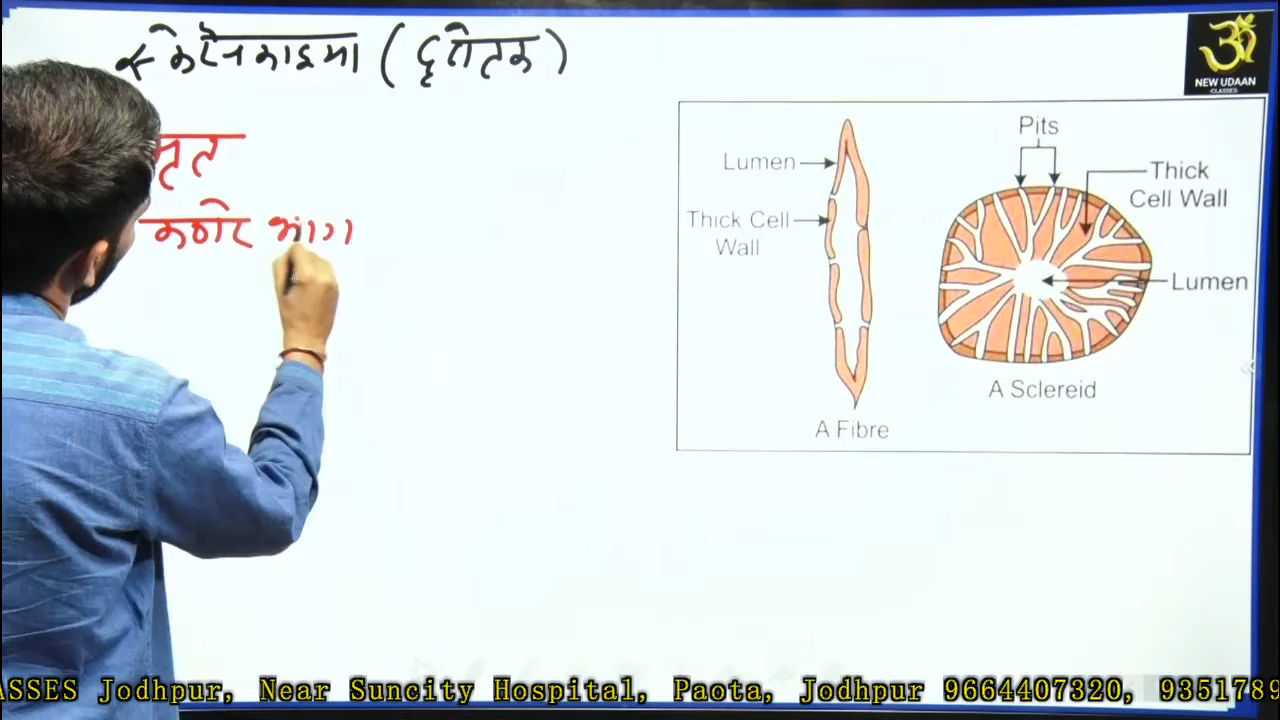 स्केलेरेनकाइमा (दृढ़ोतक)
मृत
कठोर भाग
ॐ
NEW UDAAN
-CLASSES-
Pits
Lumen
Thick
Cell Wall
Thick Cell
Wall
Lumen
A Sclereid
A Fibre
ASSES Jodhpur, Near Suncity Hospital, Paota, Jodhpur 9664407320, 9351789